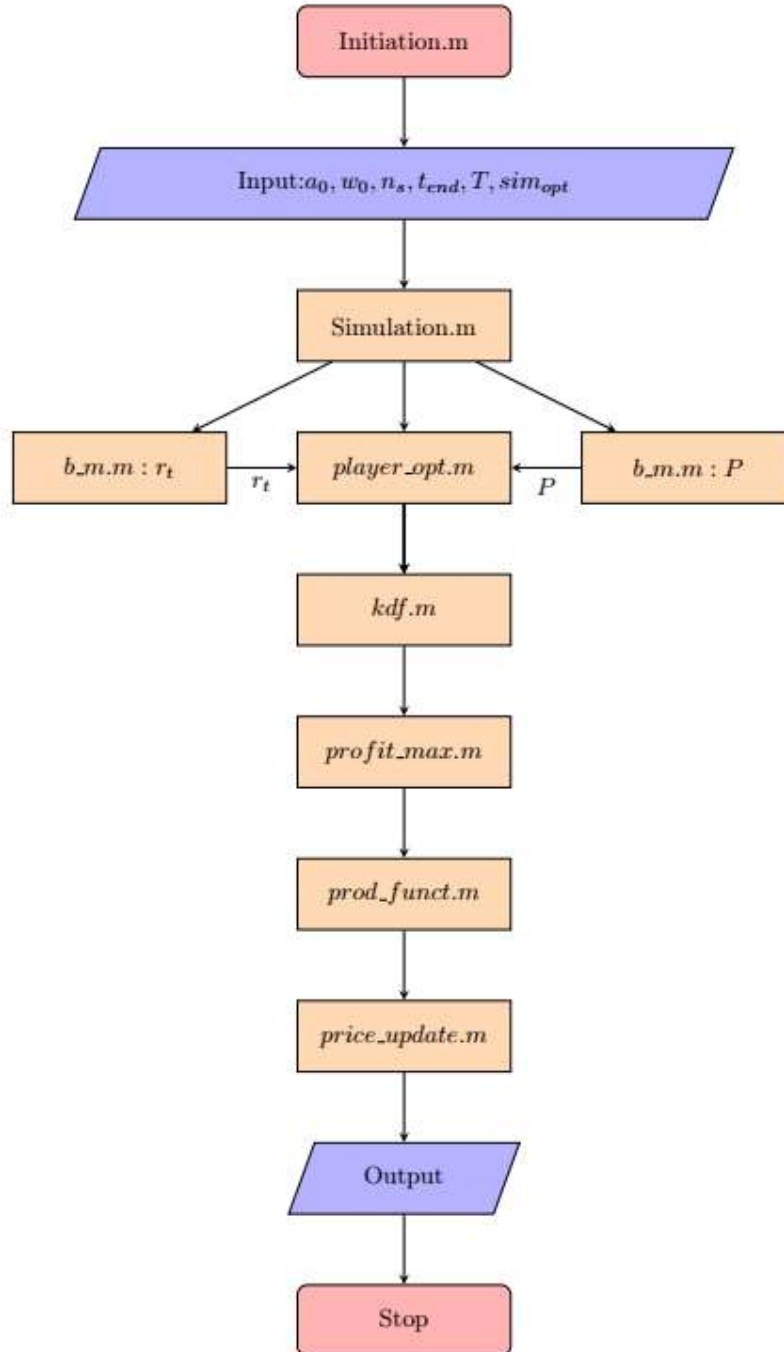 Initiation.m
Input:a₀, w₀, nₛ, t_end, T, sim_opt
Simulation.m
b_m.m : rₜ
rₜ
player_opt.m
P
b_m.m : P
kdf.m
profit_max.m
prod_funct.m
price_update.m
Output
Stop